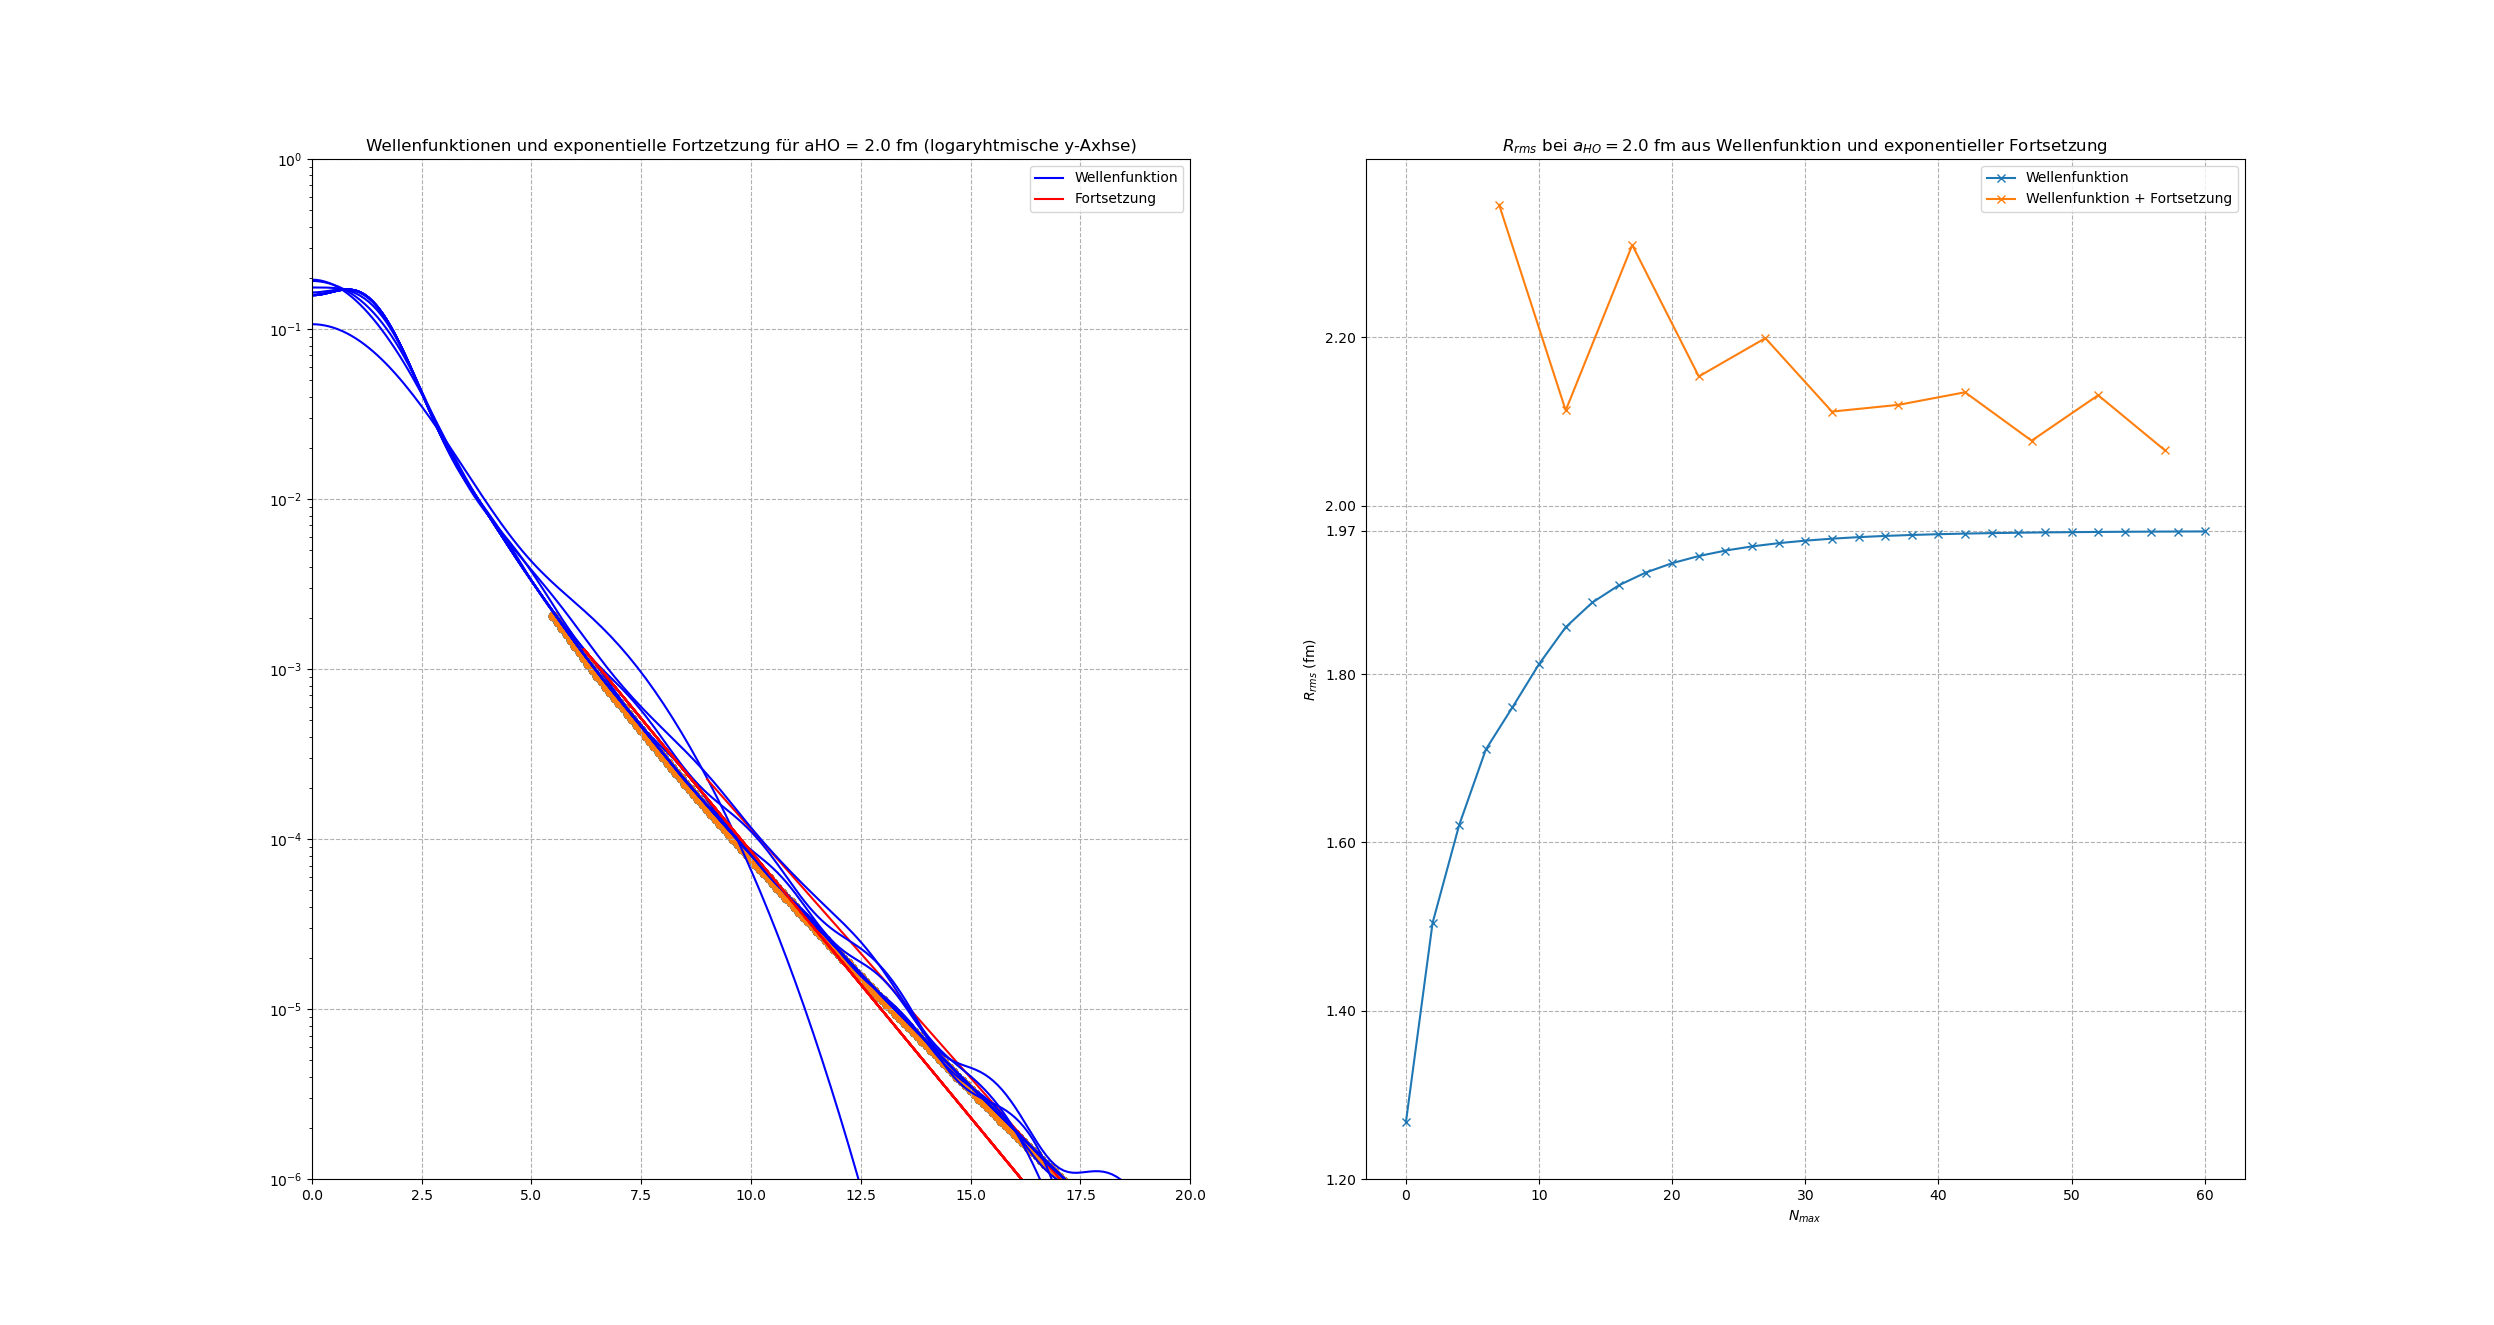 Wellenfunktionen und exponentielle Fortzetzung für aHO = 2.0 fm (logaryhtmische y-Axhse)
10⁰
10⁻¹
10⁻²
10⁻³
10⁻⁴
10⁻⁵
10⁻⁶
0.0 2.5 5.0 7.5 10.0 12.5 15.0 17.5 20.0
Wellenfunktion
Fortsetzung
R_rms bei a_HO = 2.0 fm aus Wellenfunktion und exponentieller Fortsetzung
Wellenfunktion
Wellenfunktion + Fortsetzung
2.20
2.00
1.97
1.80
1.60
1.40
1.20
R_rms (fm)
0 10 20 30 40 50 60
N_max